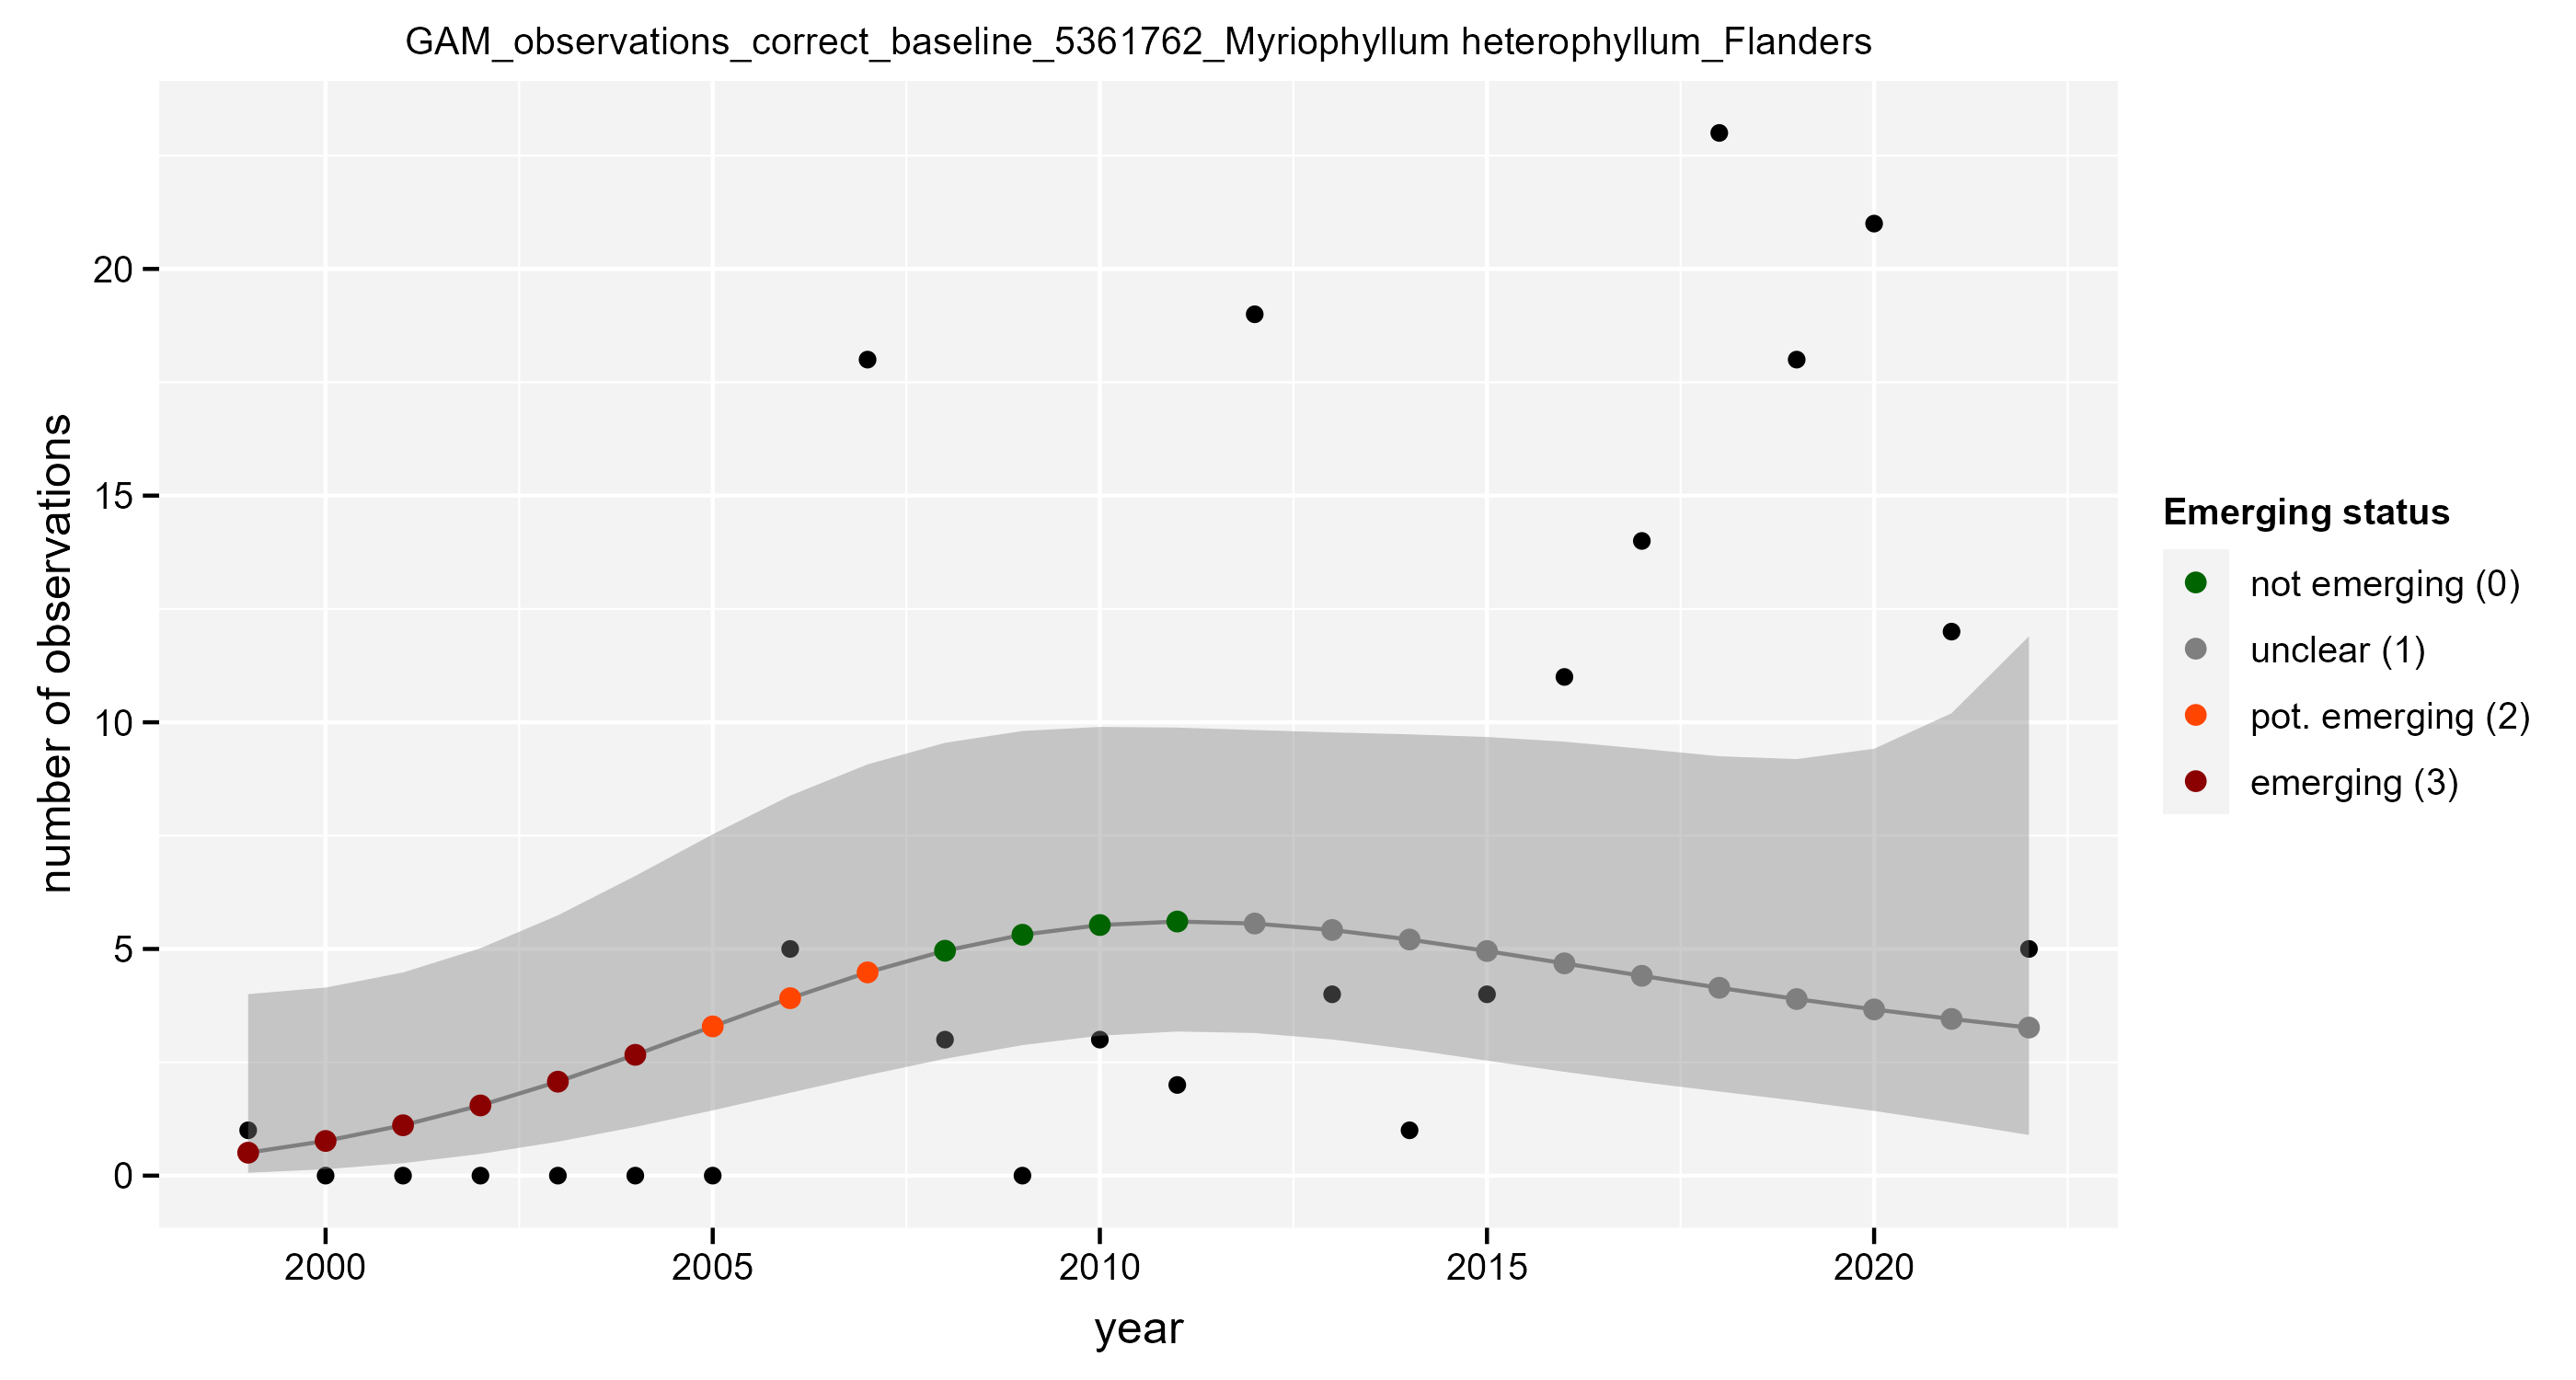 GAM_observations_correct_baseline_5361762_Myriophyllum heterophyllum_Flanders
number of observations
20
15
10
5
0
2000
2005
2010
2015
2020
year
Emerging status
not emerging (0)
unclear (1)
pot. emerging (2)
emerging (3)